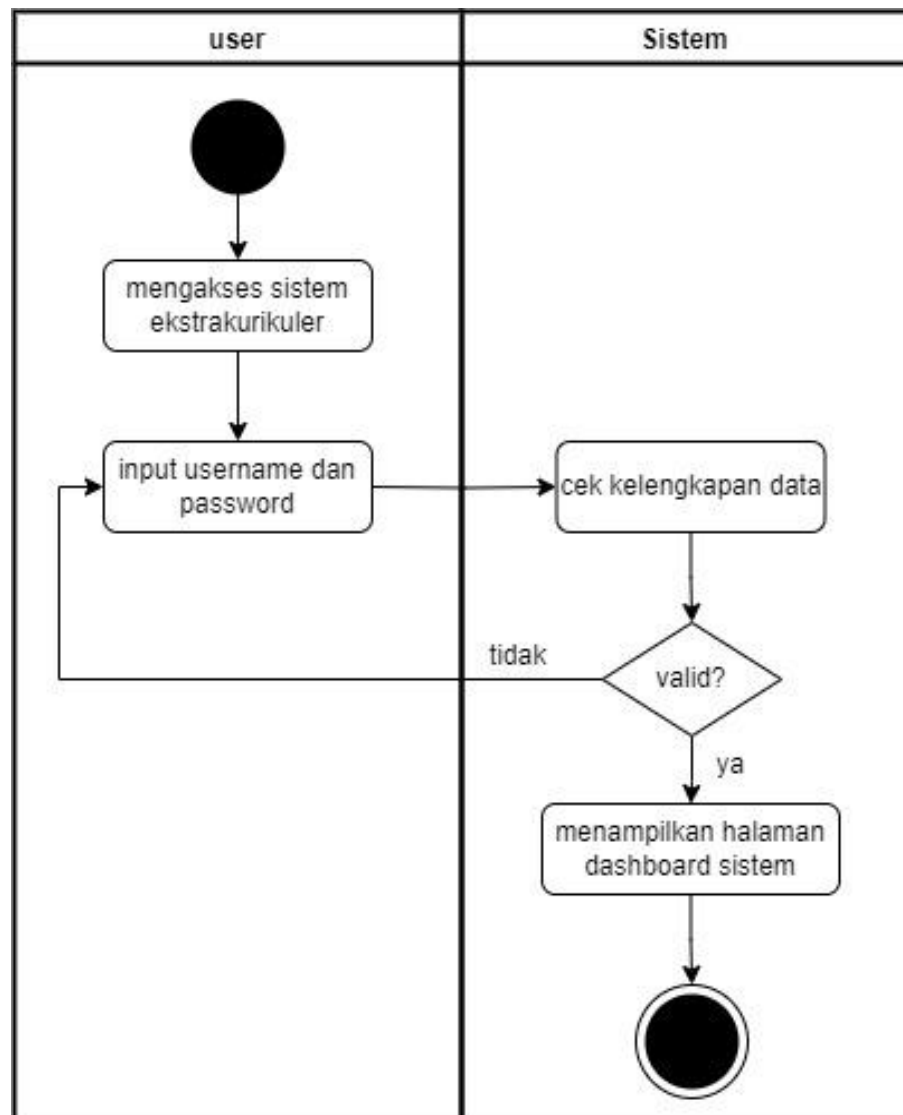 user
Sistem
mengakses sistem
ekstrakurikuler
input username dan
password
cek kelengkapan data
tidak
valid?
ya
menampilkan halaman
dashboard sistem